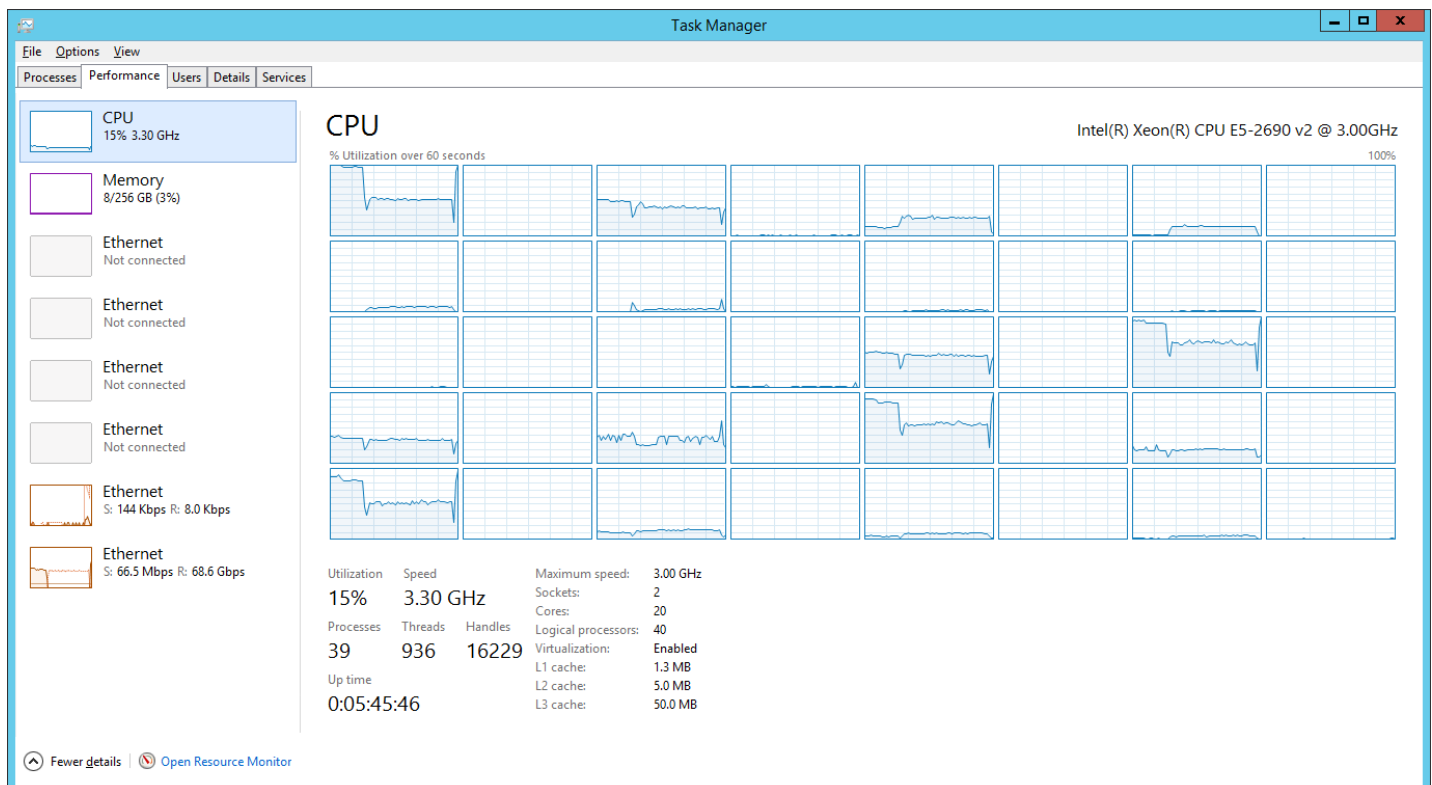 Task Manager
File Options View
Processes Performance Users Details Services
CPU
15% 3.30 GHz
Memory
8/256 GB (3%)
Ethernet
Not connected
Ethernet
Not connected
Ethernet
Not connected
Ethernet
Not connected
Ethernet
S: 144 Kbps R: 8.0 Kbps
Ethernet
S: 66.5 Mbps R: 68.6 Gbps
CPU Intel(R) Xeon(R) CPU E5-2690 v2 @ 3.00GHz
% Utilization over 60 seconds 100%
Utilization Speed
15% 3.30 GHz
Processes Threads Handles
39 936 16229
Up time
0:05:45:46
Maximum speed: 3.00 GHz
Sockets: 2
Cores: 20
Logical processors: 40
Virtualization: Enabled
L1 cache: 1.3 MB
L2 cache: 5.0 MB
L3 cache: 50.0 MB
Fewer details Open Resource Monitor